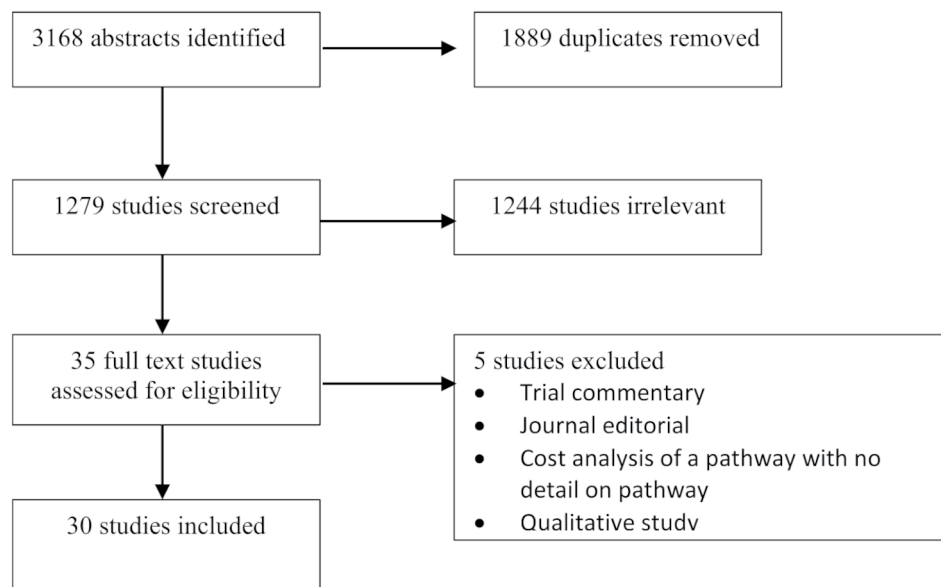 3168 abstracts identified
1889 duplicates removed
1279 studies screened
1244 studies irrelevant
35 full text studies
assessed for eligibility
5 studies excluded
• Trial commentary
• Journal editorial
• Cost analysis of a pathway with no
detail on pathway
• Qualitative study
30 studies included